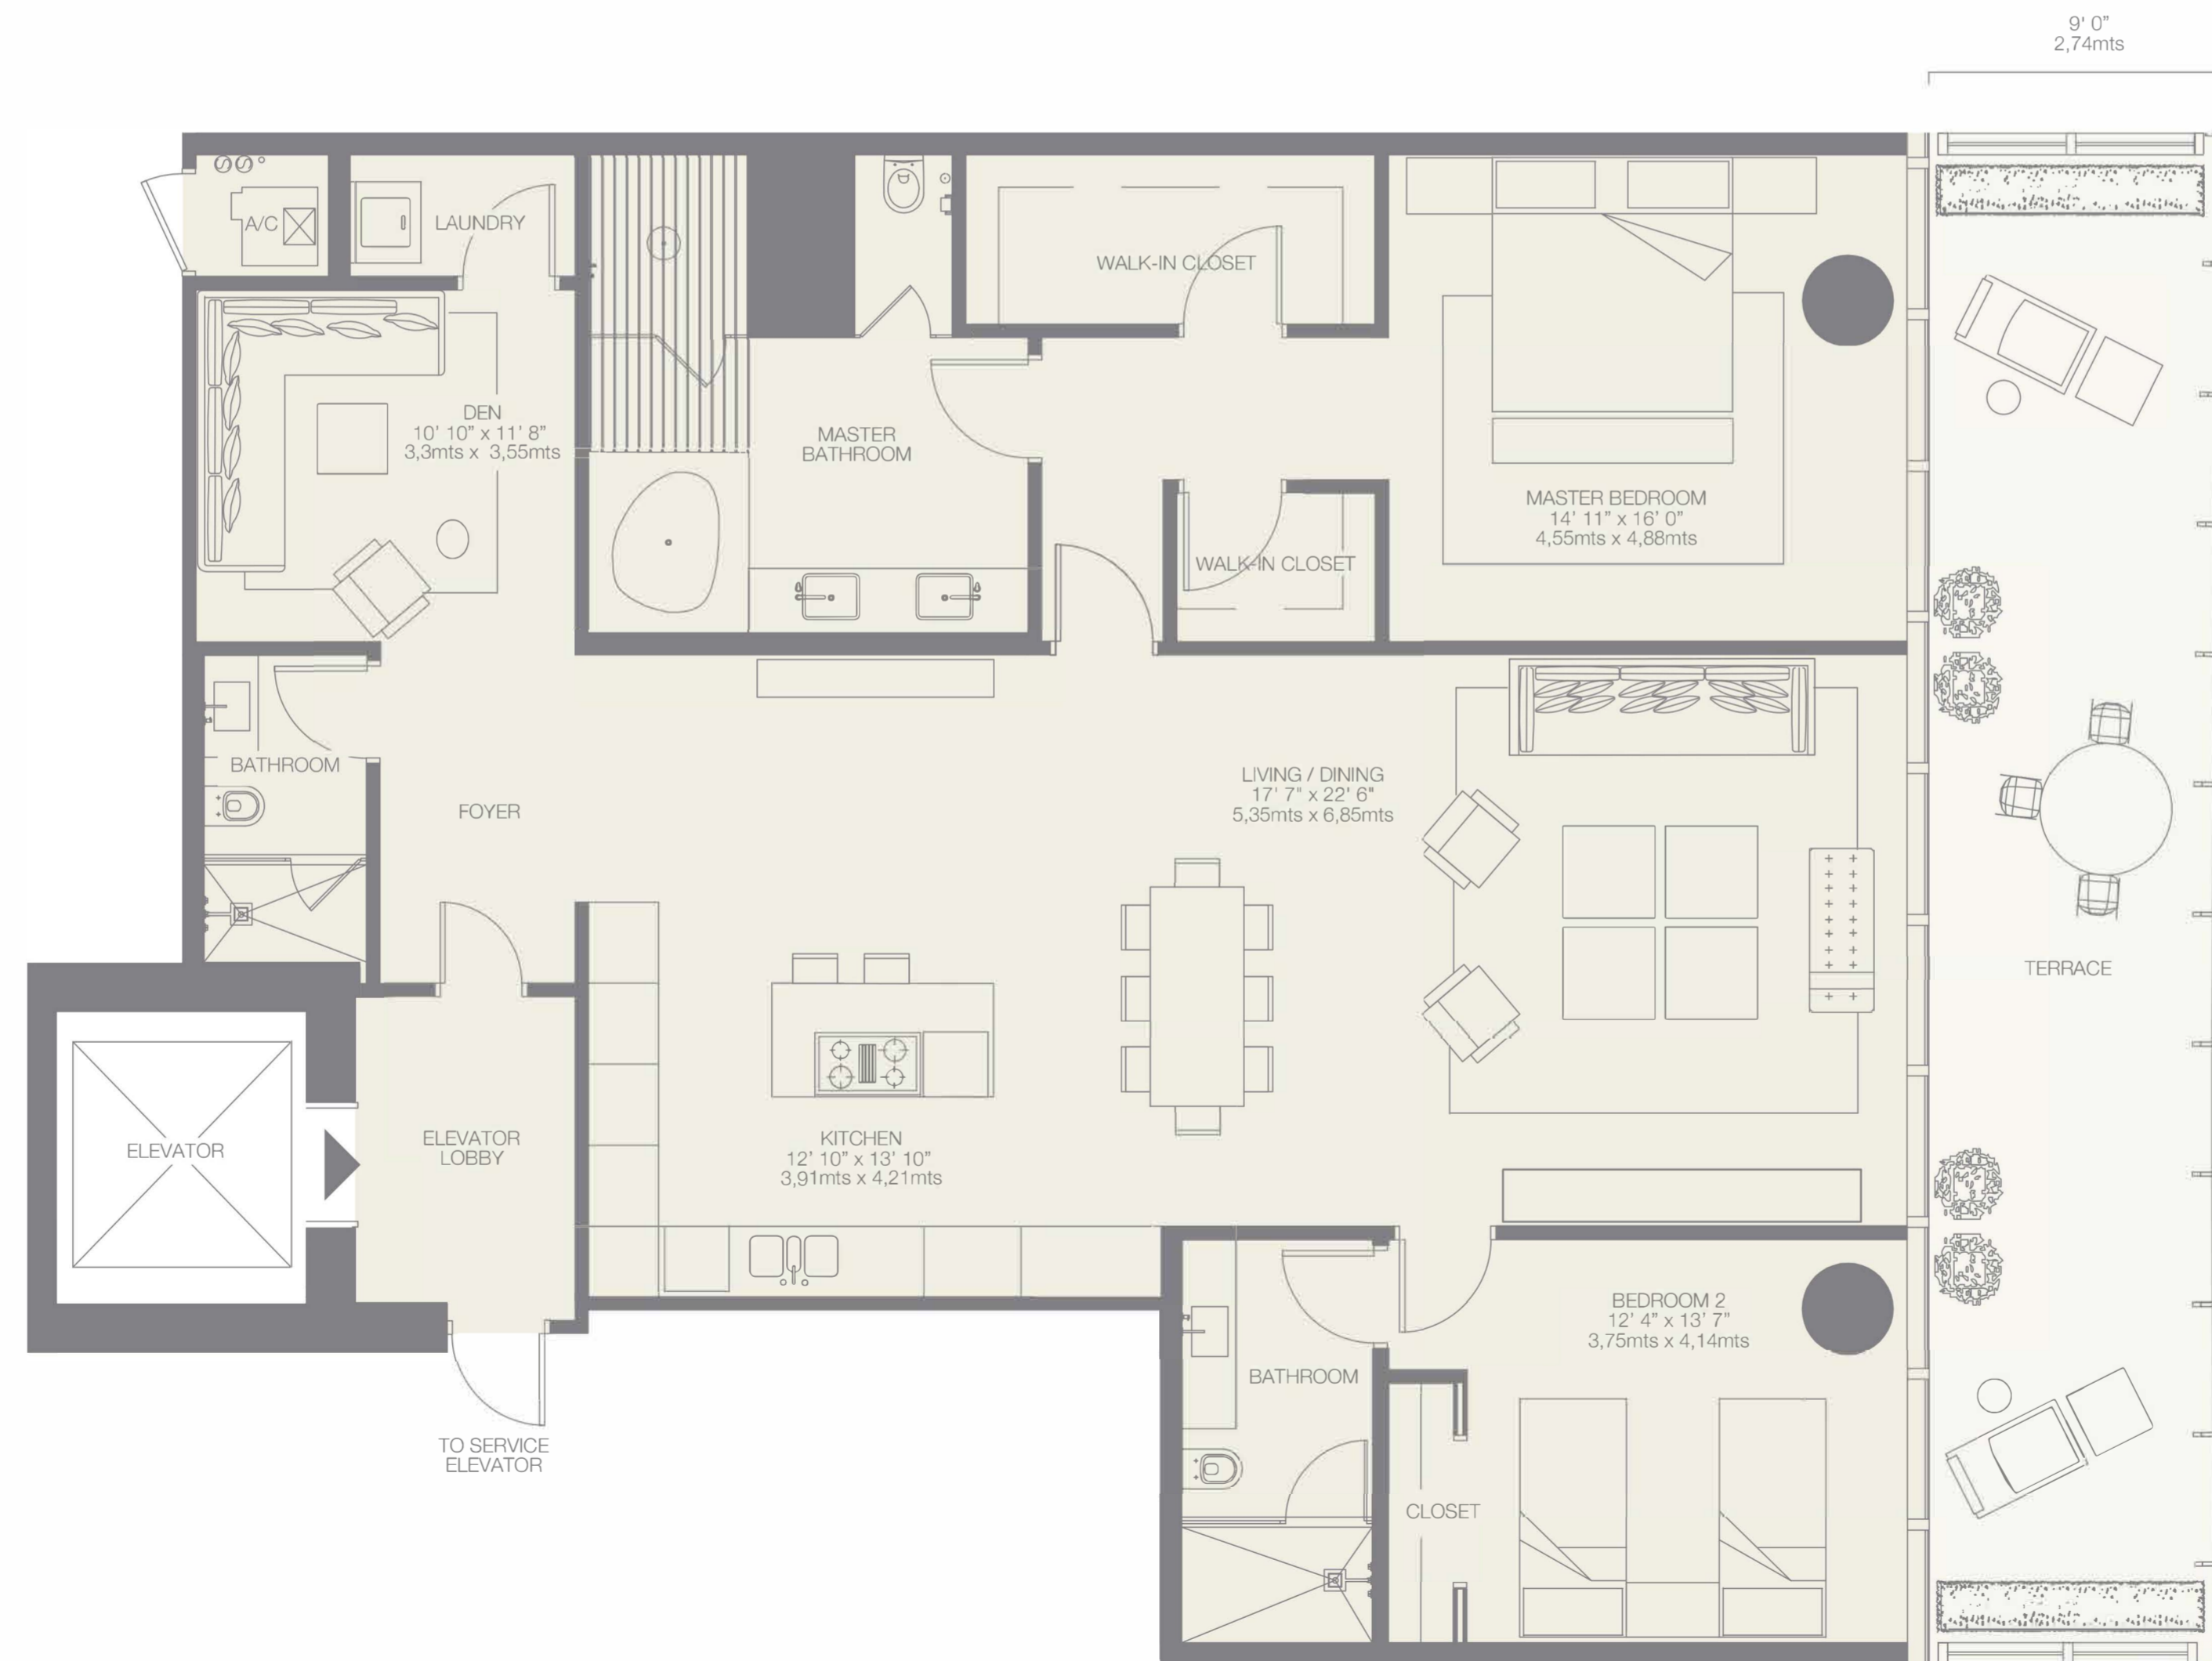 9' 0”
2,74mts
A/C
LAUNDRY
WALK-IN CLOSET
DEN
10' 10” x 11' 8”
3,3mts x 3,55mts
MASTER
BATHROOM
MASTER BEDROOM
14' 11” x 16' 0”
4,55mts x 4,88mts
WALK-IN CLOSET
BATHROOM
FOYER
LIVING / DINING
17' 7" x 22' 6"
5,35mts x 6,85mts
TERRACE
ELEVATOR
ELEVATOR
LOBBY
KITCHEN
12' 10” x 13' 10”
3,91mts x 4,21mts
BEDROOM 2
12' 4” x 13' 7”
3,75mts x 4,14mts
BATHROOM
TO SERVICE
ELEVATOR
CLOSET